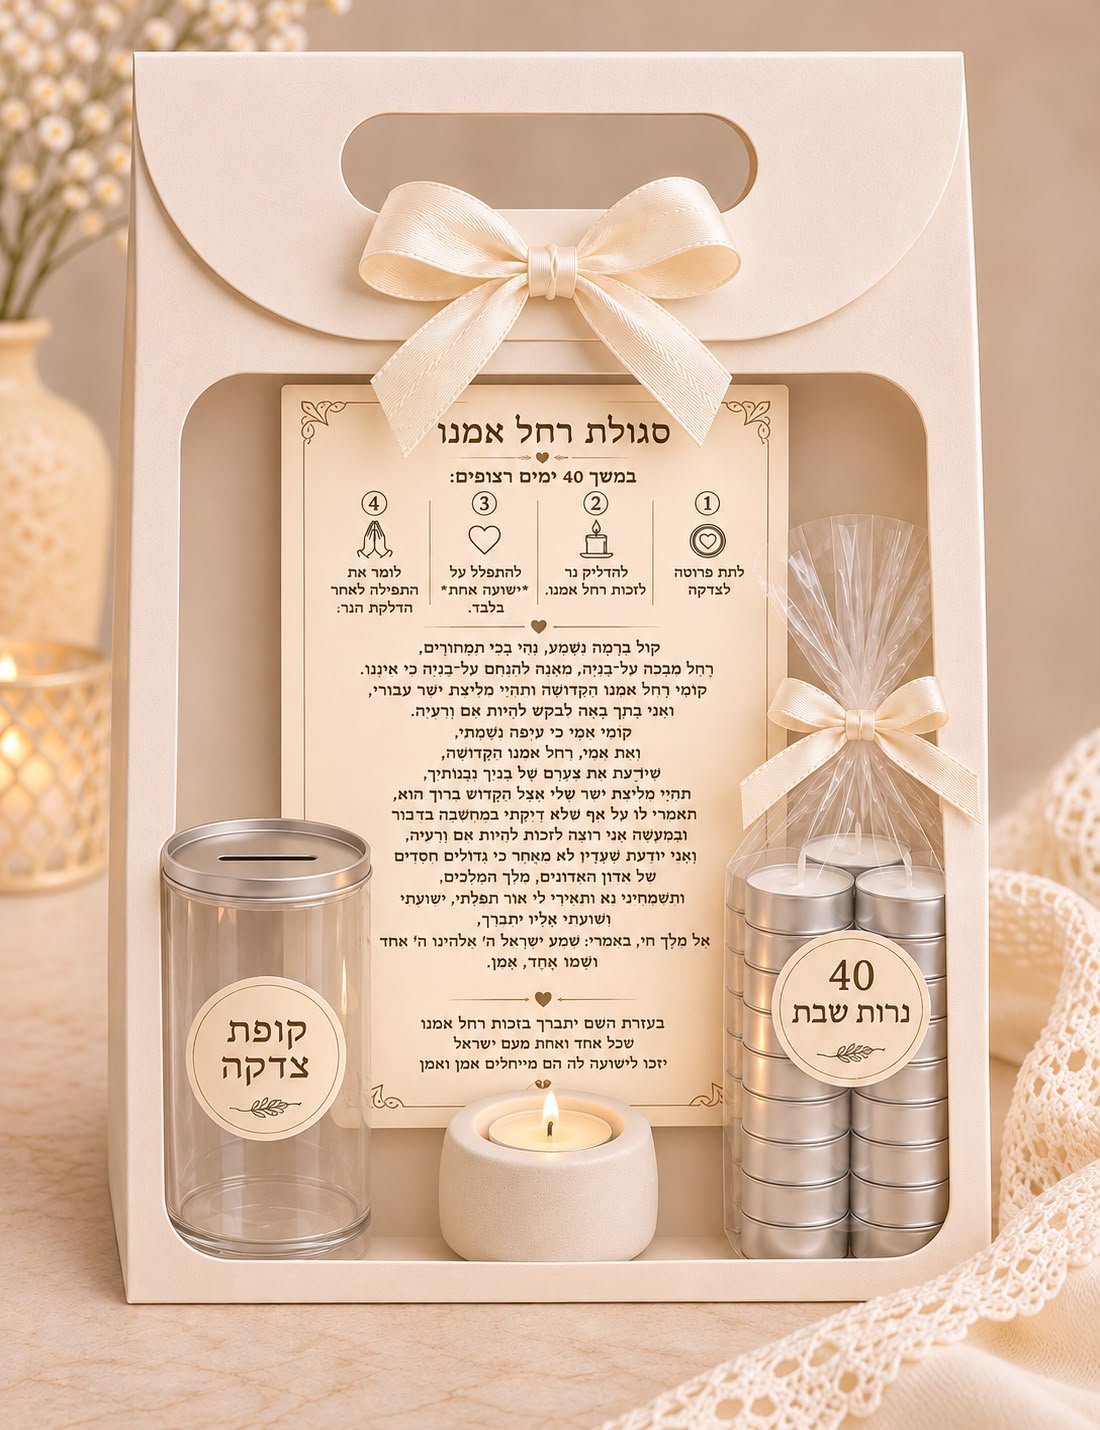 סגולת רחל אמנו
במשך 40 ימים רצופים:
1
לתת פרוטה
לצדקה
2
להדליק נר
לזכות רחל אמנו.
3
להתפלל על
*ישועה אחת*
בלבד.
4
לומר את
התפילה לאחר
הדלקת הנר:
קול בְּרָמָה נִשְׁמַע, נְהִי בְּכִי תַמְרוּרִים,
רָחֵל מְבַכָּה עַל-בָּנֶיהָ, מֵאֲנָה לְהִנָּחֵם עַל-בָּנֶיהָ כִּי אֵינֶנּוּ.
קוּמִי רָחֵל אִמֵּנוּ הַקְּדוֹשָׁה וּתְהִיִי מְלִיצַת יֹשֶׁר עֲבוּרִי,
וַאֲנִי בִתֵּךְ בָּאָה לְבַקֵּשׁ לִהְיוֹת אֵם וְרַעְיָה.
קוּמִי אִמִּי כִּי עֲיֵפָה נִשְׁמָתִי,
וְאַתְּ אִמִּי, רָחֵל אִמֵּנוּ הַקְּדוֹשָׁה,
שֶׁיּוֹדַעַת אֶת צַעֲרָם שֶׁל בָּנַיִךְ וּבְנוֹתַיִךְ,
תְּהִיִי מְלִיצַת יֹשֶׁר שֶׁלִּי אֵצֶל הַקָּדוֹשׁ בָּרוּךְ הוּא,
תֹּאמְרִי לוֹ עַל אַף שֶׁלֹּא דִיַּקְתִּי בְּמַחְשָׁבָה בְּדִבּוּר
וּבְמַעֲשֶׂה אֲנִי רוֹצָה לִזְכּוֹת לִהְיוֹת אֵם וְרַעְיָה,
וַאֲנִי יוֹדַעַת שֶׁעֲדַיִן לֹא מְאֻחָר כִּי גְדוֹלִים חֲסָדִים
שֶׁל אֲדוֹן הָאֲדוֹנִים, מֶלֶךְ הַמְּלָכִים,
וּתְשַׂמְּחִינִי נָא וְתָאִירִי לִי אוֹר תְּפִלָּתִי, יְשׁוּעָתִי
וְשַׁוְעָתִי אֵלָיו יִתְבָּרַךְ,
אֵל מֶלֶךְ חַי, בְּאָמְרִי: שְׁמַע יִשְׂרָאֵל ה' אֱלֹהֵינוּ ה' אֶחָד
וּשְׁמוֹ אֶחָד, אָמֵן.
בעזרת השם יתברך בזכות רחל אמנו
שכל אחד ואחת מעם ישראל
יזכו לישועה לה הם מייחלים אמן ואמן
קופת
צדקה
40
נרות שבת